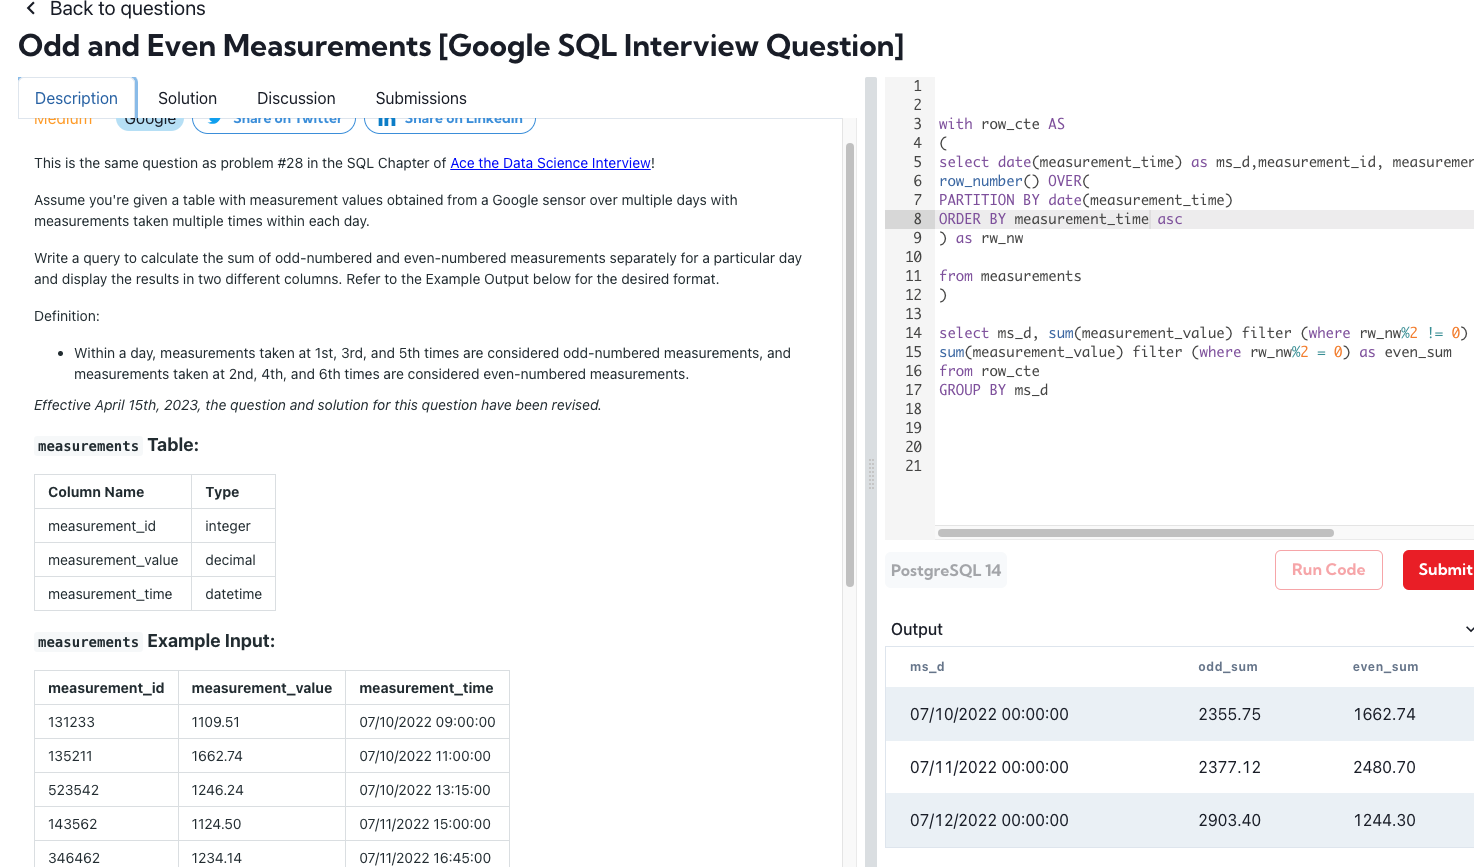 Back to questions
Odd and Even Measurements [Google SQL Interview Question]
Description Solution Discussion Submissions
Medium Google Share on Twitter Share on LinkedIn
This is the same question as problem #28 in the SQL Chapter of Ace the Data Science Interview!
Assume you're given a table with measurement values obtained from a Google sensor over multiple days with
measurements taken multiple times within each day.
Write a query to calculate the sum of odd-numbered and even-numbered measurements separately for a particular day
and display the results in two different columns. Refer to the Example Output below for the desired format.
Definition:
• Within a day, measurements taken at 1st, 3rd, and 5th times are considered odd-numbered measurements, and
measurements taken at 2nd, 4th, and 6th times are considered even-numbered measurements.
Effective April 15th, 2023, the question and solution for this question have been revised.
measurements Table:
Column Name Type
measurement_id integer
measurement_value decimal
measurement_time datetime
measurements Example Input:
measurement_id measurement_value measurement_time
131233 1109.51 07/10/2022 09:00:00
135211 1662.74 07/10/2022 11:00:00
523542 1246.24 07/10/2022 13:15:00
143562 1124.50 07/11/2022 15:00:00
346462 1234.14 07/11/2022 16:45:00
1
2
3 with row_cte AS
4 (
5 select date(measurement_time) as ms_d,measurement_id, measuremen
6 row_number() OVER(
7 PARTITION BY date(measurement_time)
8 ORDER BY measurement_time asc
9 ) as rw_nw
10
11 from measurements
12 )
13
14 select ms_d, sum(measurement_value) filter (where rw_nw%2 != 0)
15 sum(measurement_value) filter (where rw_nw%2 = 0) as even_sum
16 from row_cte
17 GROUP BY ms_d
18
19
20
21
PostgreSQL 14 Run Code Submit
Output
ms_d odd_sum even_sum
07/10/2022 00:00:00 2355.75 1662.74
07/11/2022 00:00:00 2377.12 2480.70
07/12/2022 00:00:00 2903.40 1244.30